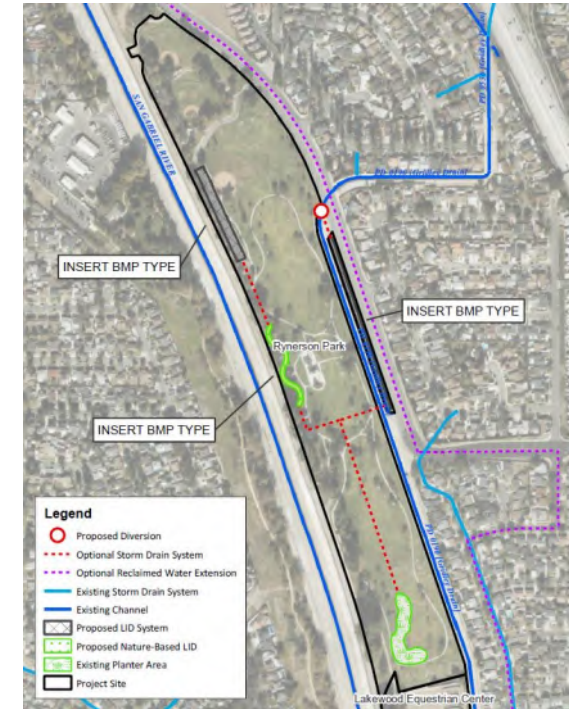 SAN GABRIEL RIVER
INSERT BMP TYPE
INSERT BMP TYPE
Rynerson Park
INSERT BMP TYPE
Legend
Proposed Diversion
Optional Storm Drain System
Optional Reclaimed Water Extension
Existing Storm Drain System
Existing Channel
Proposed LID System
Proposed Nature-Based LID
Existing Planter Area
Project Site
Lakewood Equestrian Center